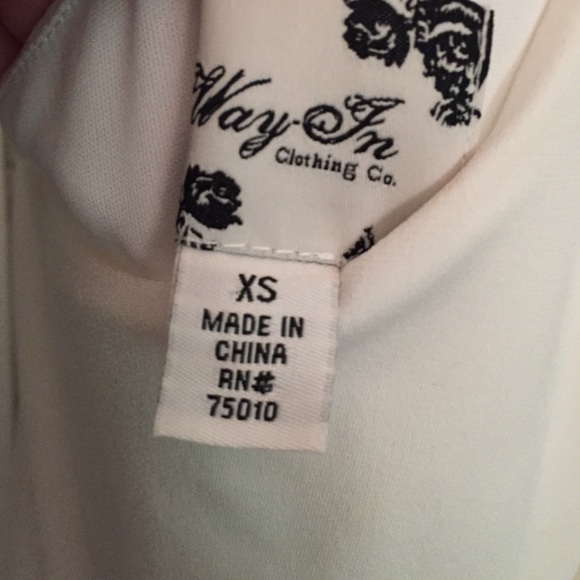 Way-In
Clothing Co.
XS
MADE IN
CHINA
RN#
75010